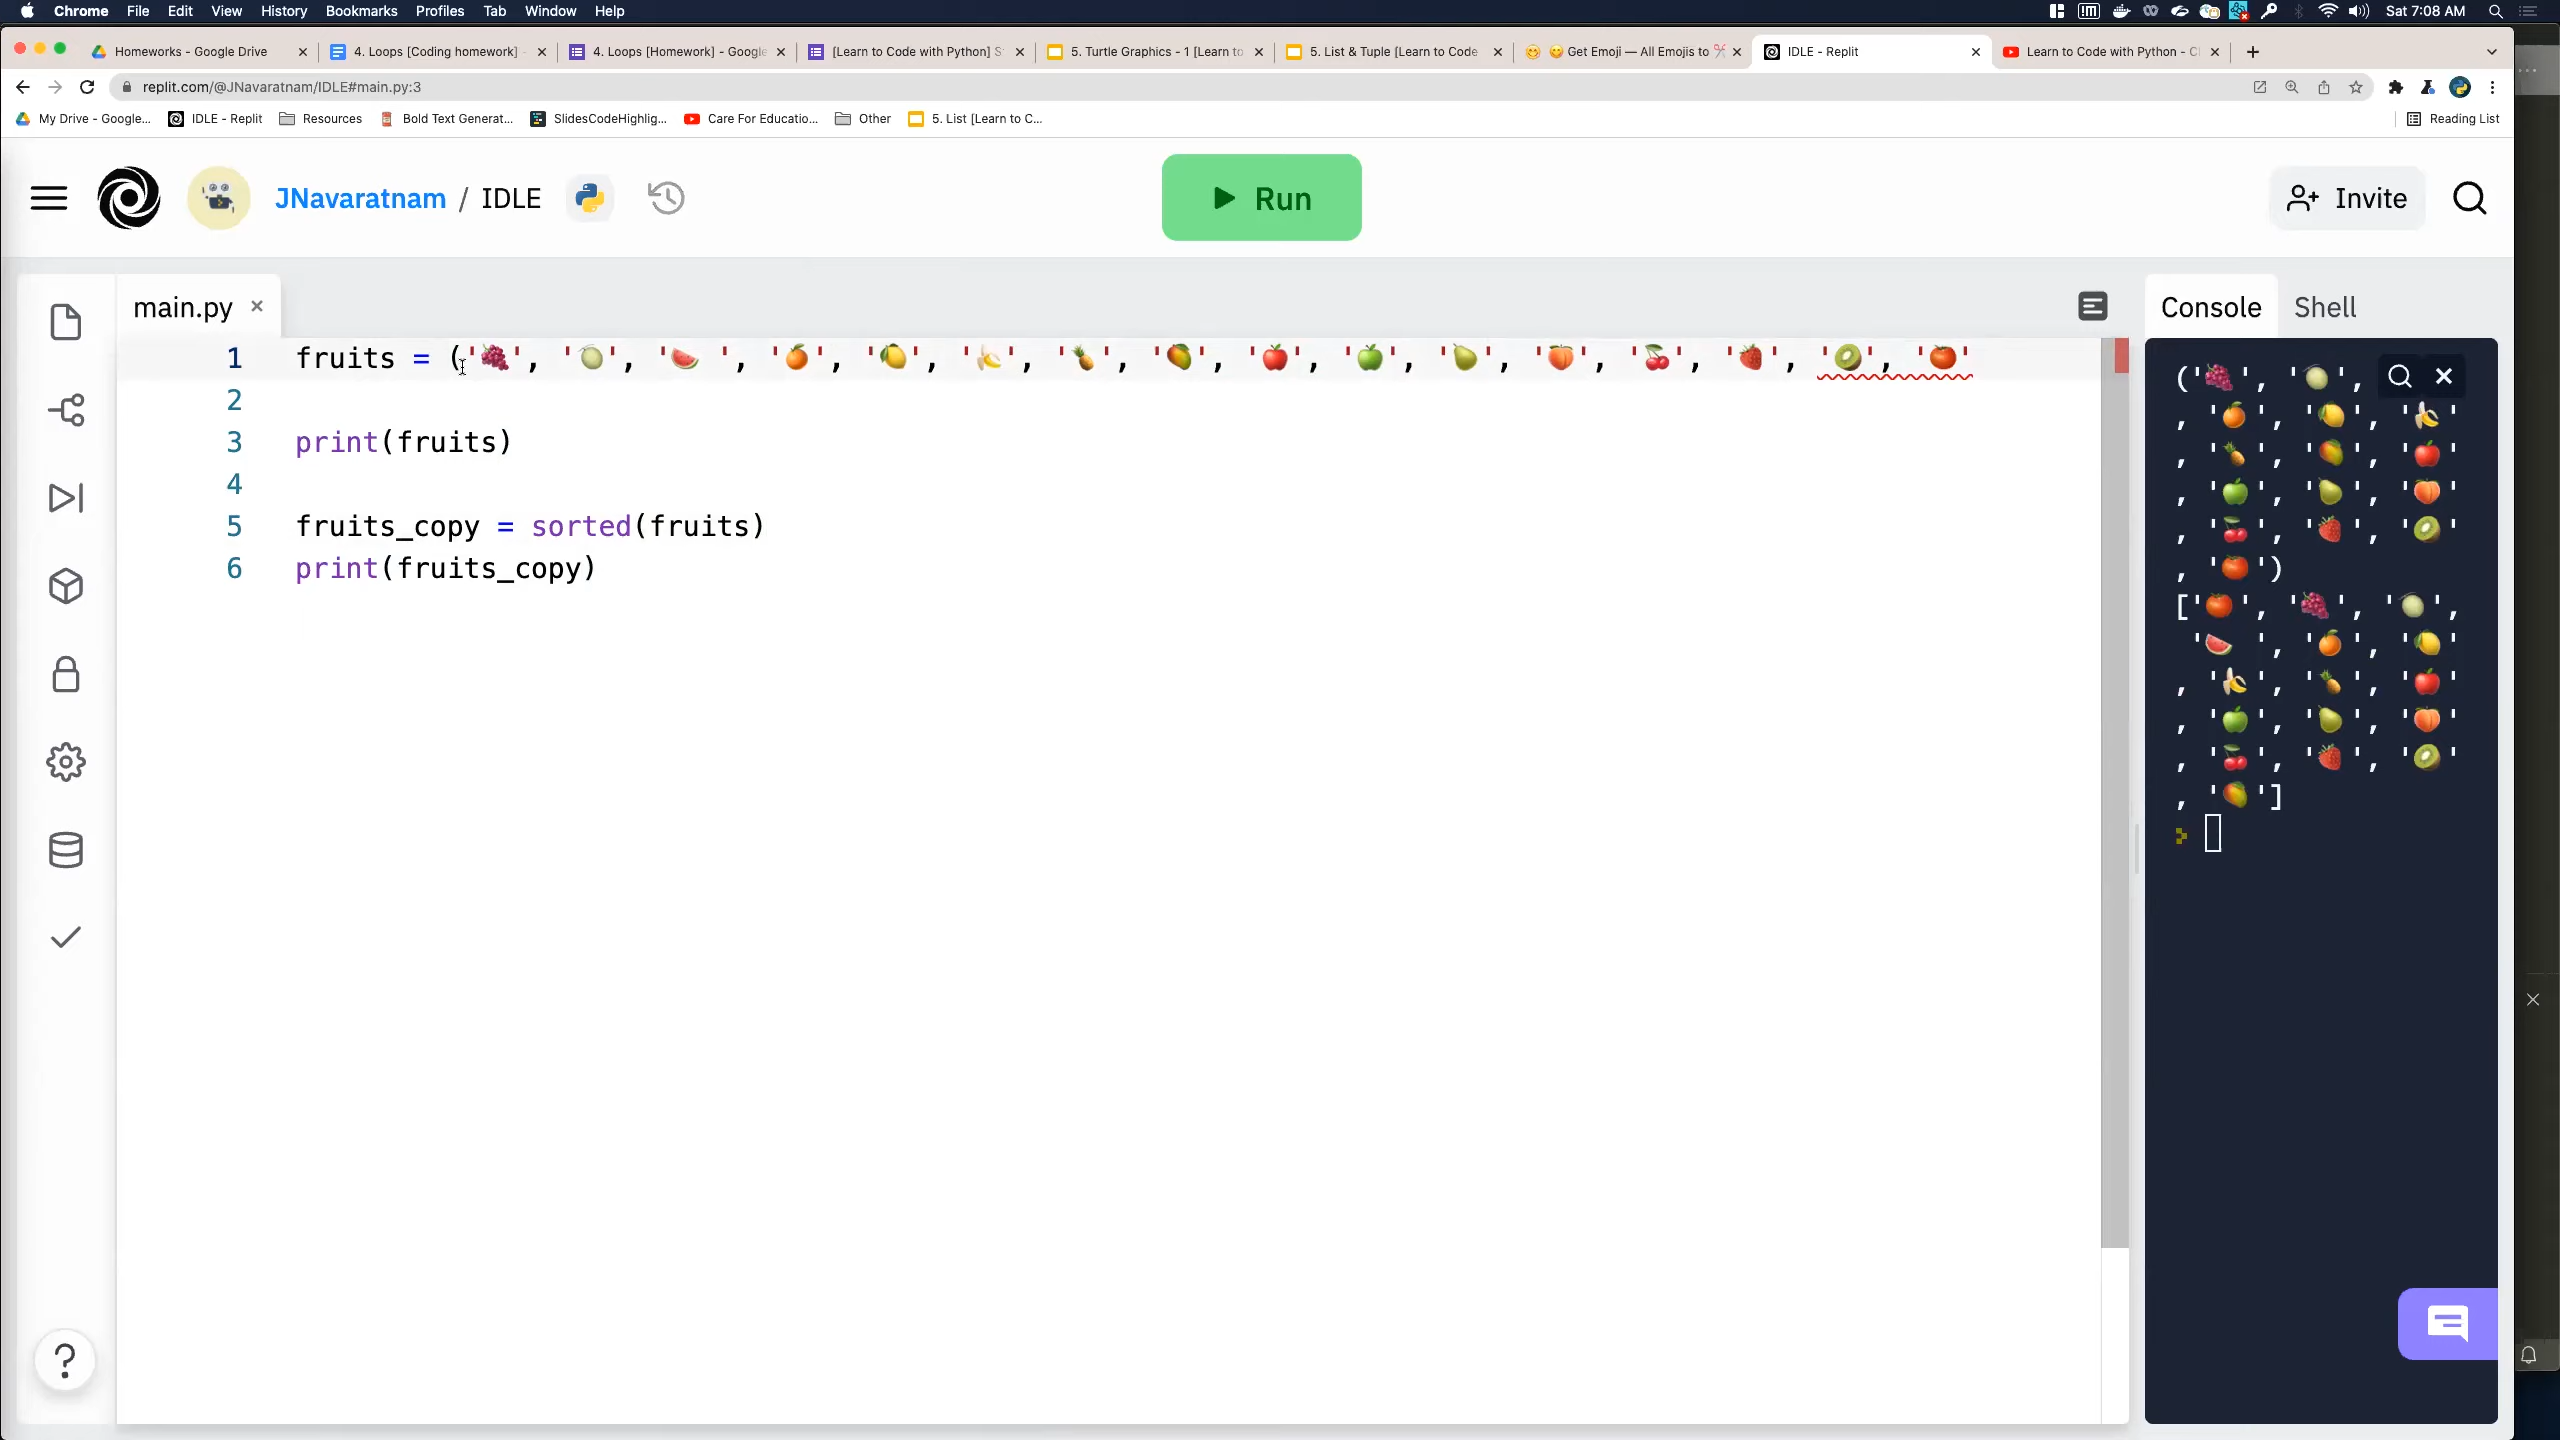 Chrome File Edit View History Bookmarks Profiles Tab Window Help Sat 7:08 AM
Homeworks - Google Drive 4. Loops [Coding homework] - 4. Loops [Homework] - Google [Learn to Code with Python] S 5. Turtle Graphics - 1 [Learn to 5. List & Tuple [Learn to Code 😊 Get Emoji — All Emojis to ✂ IDLE - Replit Learn to Code with Python - C
replit.com/@JNavaratnam/IDLE#main.py:3
My Drive - Google... IDLE - Replit Resources Bold Text Generat... SlidesCodeHighlig... Care For Educatio... Other 5. List [Learn to C... Reading List
JNavaratnam / IDLE Run Invite
main.py Console Shell
1 fruits = ('🍇', '🍈', '🍉 ', '🍊', '🍋', '🍌', '🍍', '🥭', '🍎', '🍏', '🍐', '🍑', '🍒', '🍓', '🥝', '🍅'
2
3 print(fruits)
4
5 fruits_copy = sorted(fruits)
6 print(fruits_copy)
('🍇', '🍈',
, '🍊', '🍋', '🍌'
, '🍍', '🥭', '🍎'
, '🍏', '🍐', '🍑'
, '🍒', '🍓', '🥝'
, '🍅')
['🍅', '🍇', '🍈',
'🍉 ', '🍊', '🍋'
, '🍌', '🍍', '🍎'
, '🍏', '🍐', '🍑'
, '🍒', '🍓', '🥝'
, '🥭']